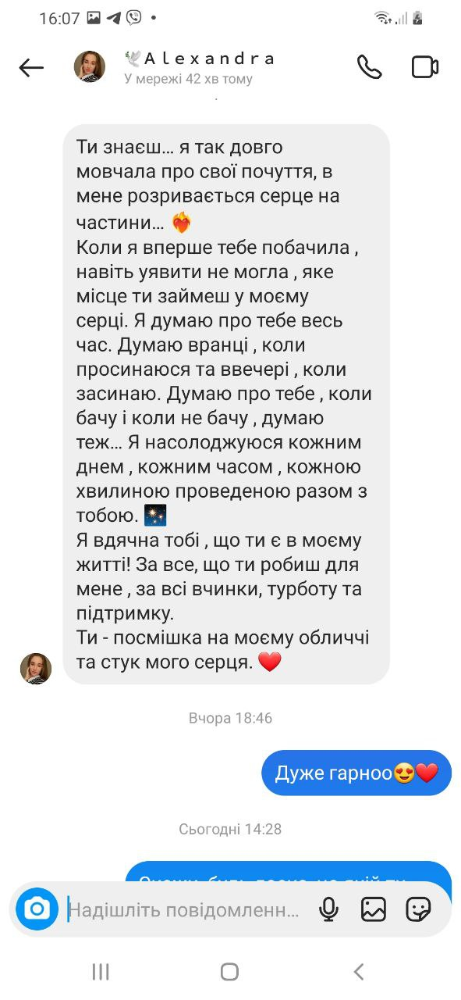 16:07
Alexandra
У мережі 42 хв тому
Ти знаєш... я так довго
мовчала про свої почуття, в
мене розривається серце на
частини... ❤️‍🔥
Коли я вперше тебе побачила ,
навіть уявити не могла , яке
місце ти займеш у моєму
серці. Я думаю про тебе весь
час. Думаю вранці , коли
просинаюся та ввечері , коли
засинаю. Думаю про тебе , коли
бачу і коли не бачу , думаю
теж... Я насолоджуюся кожним
днем , кожним часом , кожною
хвилиною проведеною разом з
тобою. 🎇
Я вдячна тобі , що ти є в моєму
житті! За все, що ти робиш для
мене , за всі вчинки, турботу та
підтримку.
Ти - посмішка на моєму обличчі
та стук мого серця. ❤️
Вчора 18:46
Дуже гарноо😍❤️
Сьогодні 14:28
Надішліть повідомленн...